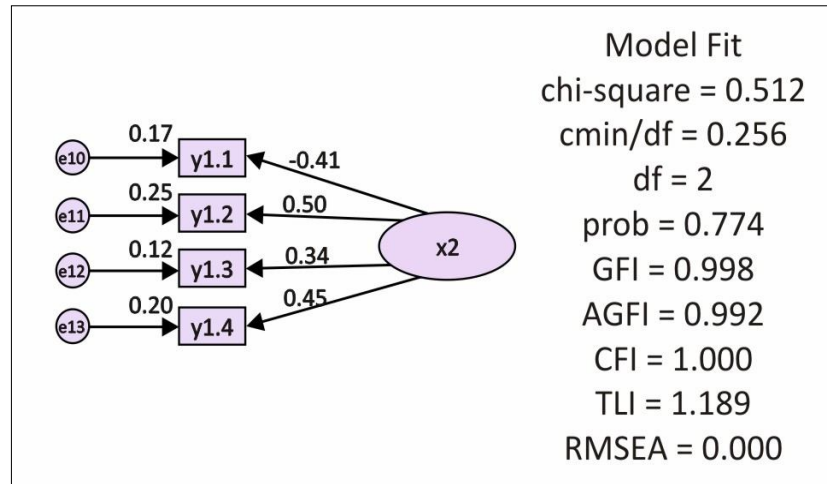 Model Fit
chi-square = 0.512
cmin/df = 0.256
df = 2
prob = 0.774
GFI = 0.998
AGFI = 0.992
CFI = 1.000
TLI = 1.189
RMSEA = 0.000
e10 0.17 y1.1 -0.41
e11 0.25 y1.2 0.50
e12 0.12 y1.3 0.34
e13 0.20 y1.4 0.45
x2